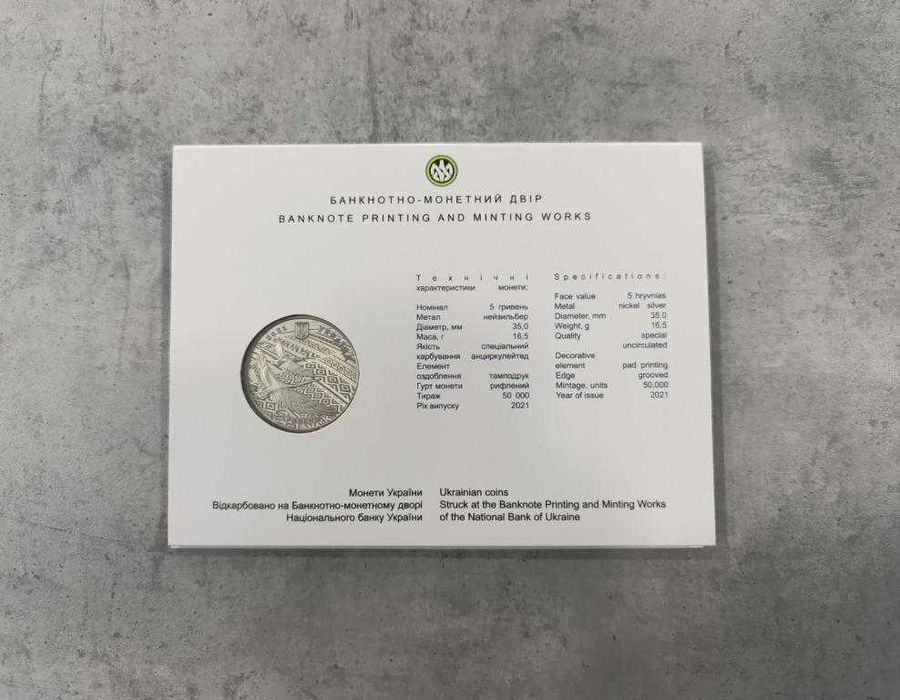 БАНКНОТНО-МОНЕТНИЙ ДВІР
BANKNOTE PRINTING AND MINTING WORKS
Технічні
характеристики монети:
Номінал 5 гривень
Метал нейзильбер
Діаметр, мм 35,0
Маса, г 16,5
Якість спеціальний
карбування анциркулейтед
Елемент
оздоблення тамподрук
Гурт монети рифлений
Тираж 50 000
Рік випуску 2021
Specifications:
Face value 5 hryvnias
Metal nickel silver
Diameter, mm 35.0
Weight, g 16.5
Quality special
uncirculated
Decorative
element pad printing
Edge grooved
Mintage, units 50,000
Year of issue 2021
Монети України
Відкарбовано на Банкнотно-монетному дворі
Національного банку України
Ukrainian coins
Struck at the Banknote Printing and Minting Works
of the National Bank of Ukraine